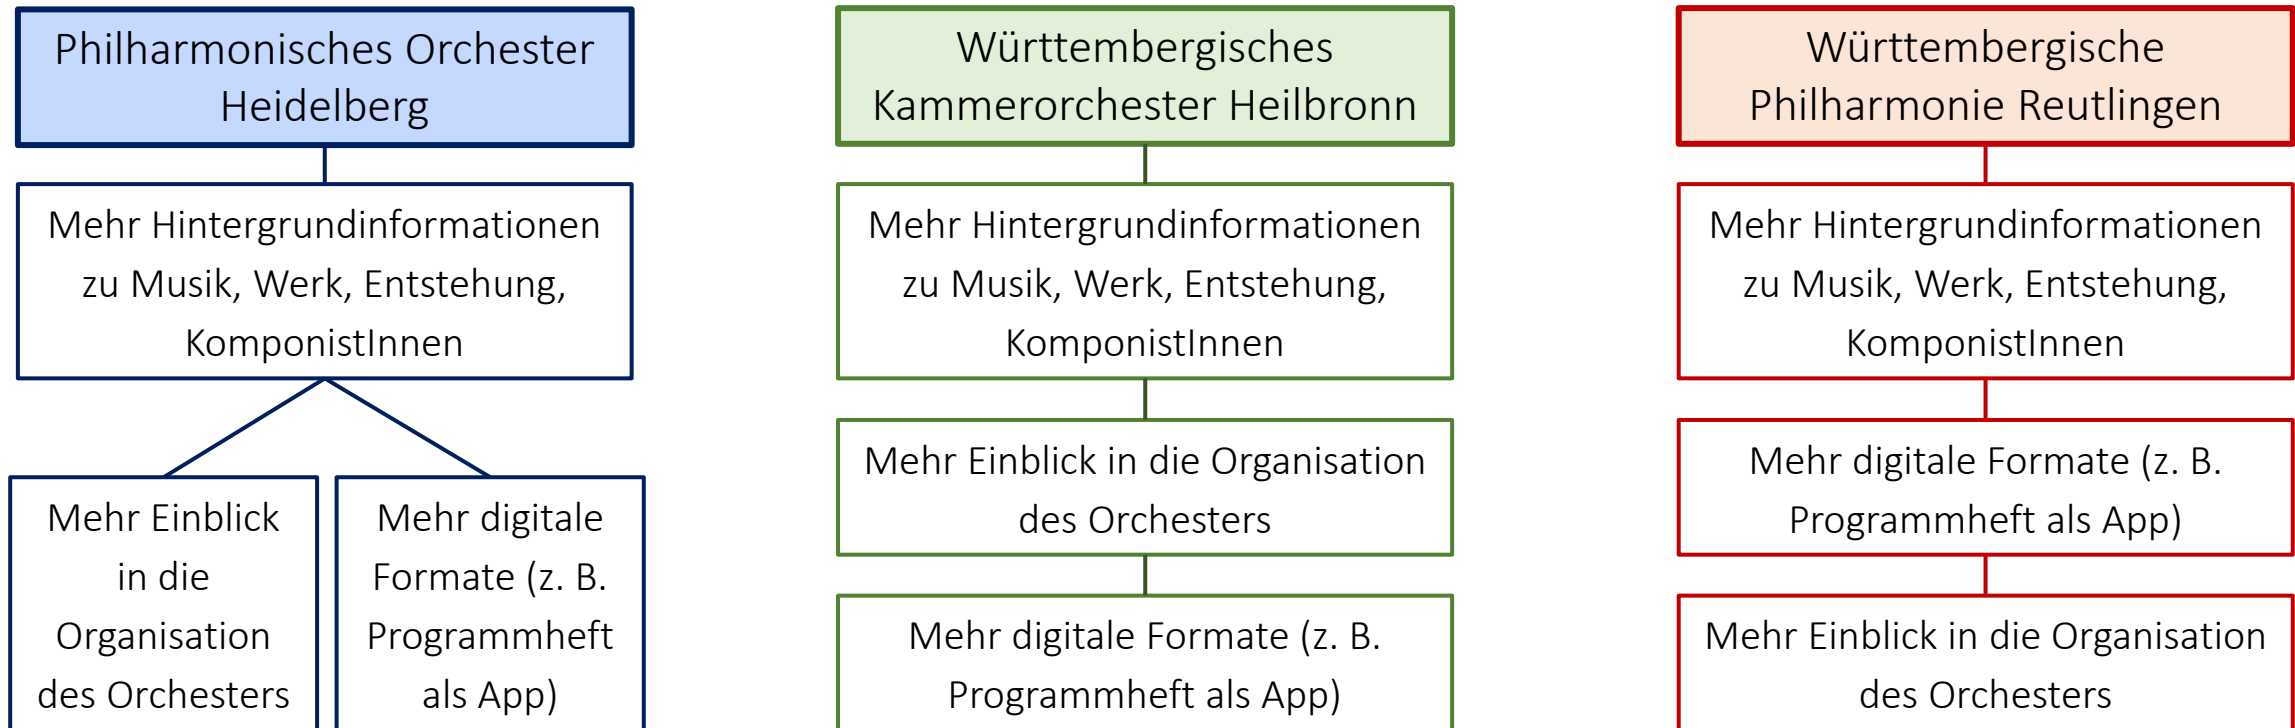 Philharmonisches Orchester
Heidelberg
Mehr Hintergrundinformationen
zu Musik, Werk, Entstehung,
KomponistInnen
Mehr Einblick
in die
Organisation
des Orchesters
Mehr digitale
Formate (z. B.
Programmheft
als App)
Württembergisches
Kammerorchester Heilbronn
Mehr Hintergrundinformationen
zu Musik, Werk, Entstehung,
KomponistInnen
Mehr Einblick in die Organisation
des Orchesters
Mehr digitale Formate (z. B.
Programmheft als App)
Württembergische
Philharmonie Reutlingen
Mehr Hintergrundinformationen
zu Musik, Werk, Entstehung,
KomponistInnen
Mehr digitale Formate (z. B.
Programmheft als App)
Mehr Einblick in die Organisation
des Orchesters